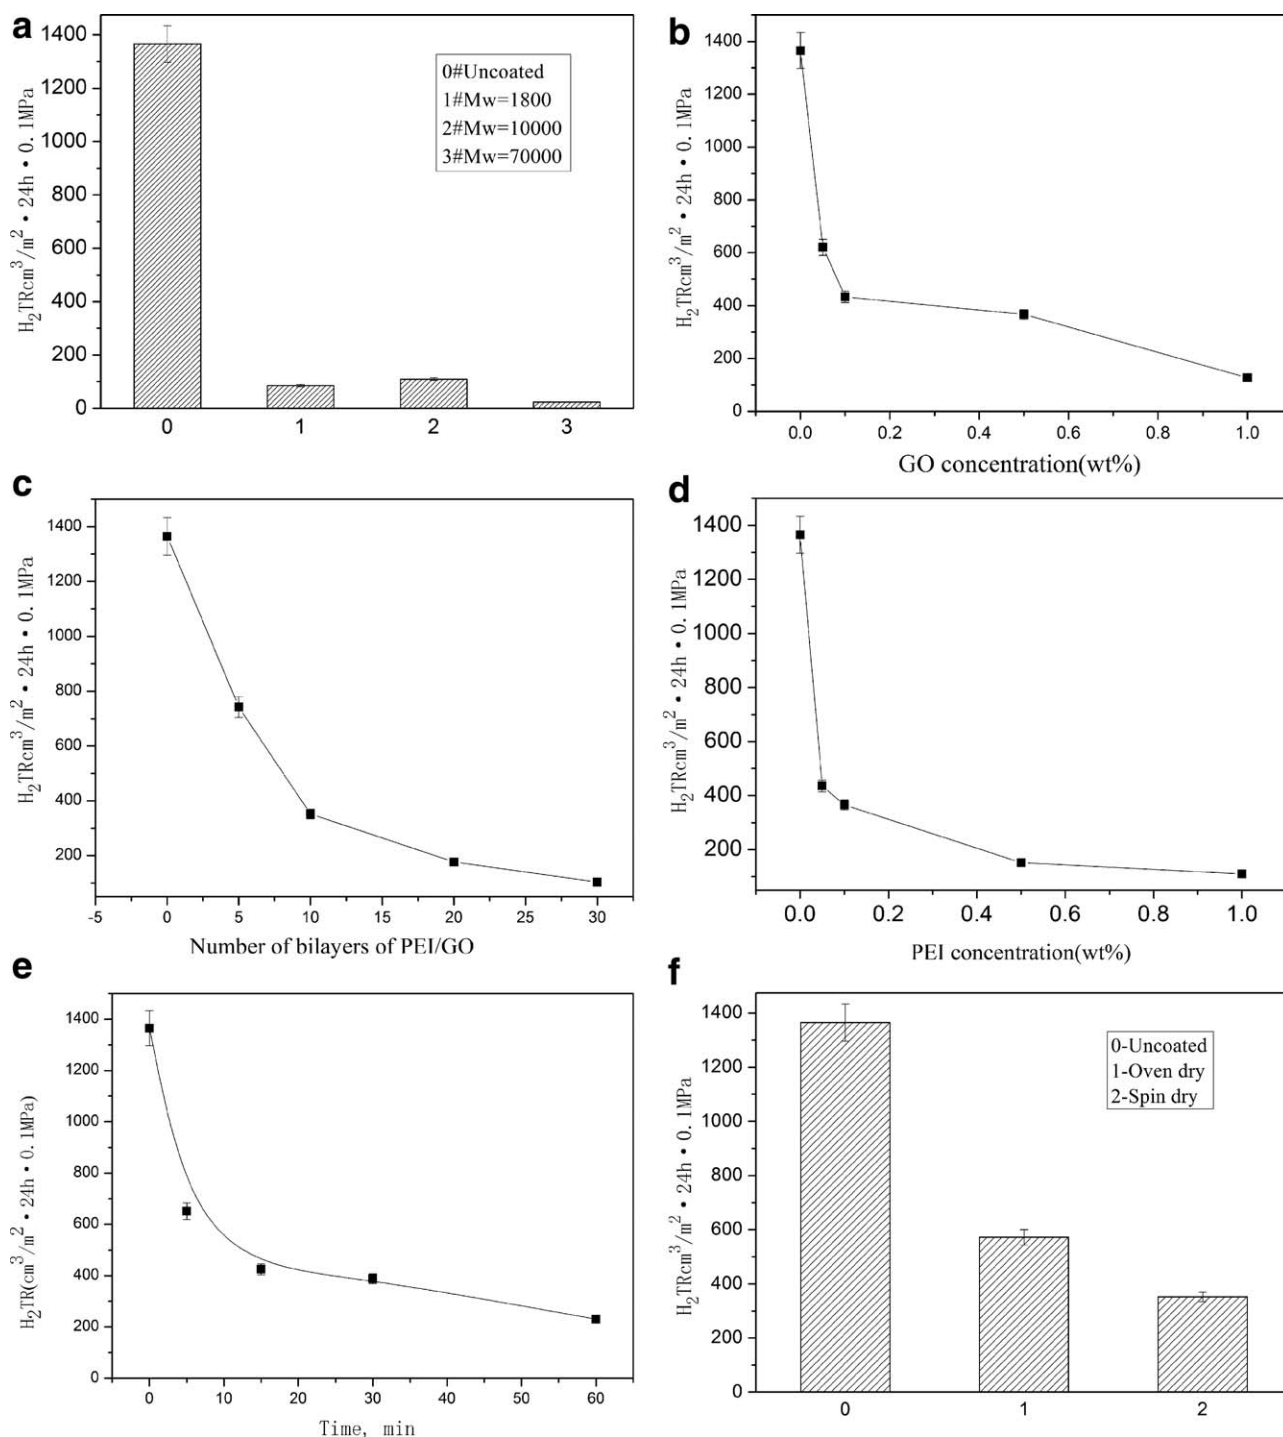 a
1400
1200
1000
800
600
400
200
0
H2TRcm3/m2·24h·0.1MPa
0#Uncoated
1#Mw=1800
2#Mw=10000
3#Mw=70000
0 1 2 3
b
1400
1200
1000
800
600
400
200
0
H2TRcm3/m2·24h·0.1MPa
0.0 0.2 0.4 0.6 0.8 1.0
GO concentration(wt%)
c
1400
1200
1000
800
600
400
200
H2TRcm3/m2·24h·0.1MPa
-5 0 5 10 15 20 25 30
Number of bilayers of PEI/GO
d
1400
1200
1000
800
600
400
200
H2TRcm3/m2·24h·0.1MPa
0.0 0.2 0.4 0.6 0.8 1.0
PEI concentration(wt%)
e
1400
1200
1000
800
600
400
200
0
H2TR(cm3/m2·24h·0.1MPa)
0 10 20 30 40 50 60
Time, min
f
1400
1200
1000
800
600
400
200
0
H2TRcm3/m2·24h·0.1MPa
0-Uncoated
1-Oven dry
2-Spin dry
0 1 2